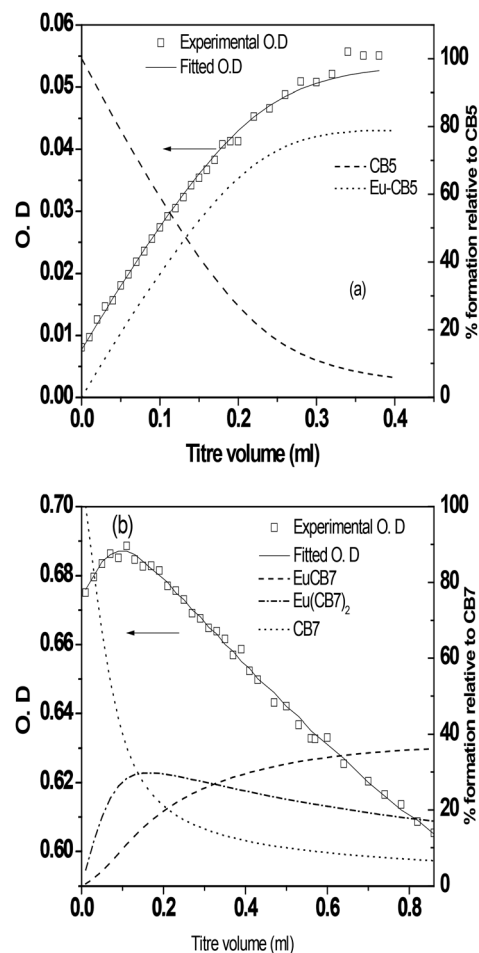 0.06
0.05
0.04
0.03
0.02
0.01
0.00
O. D
Experimental O.D
Fitted O.D
CB5
Eu-CB5
(a)
100
80
60
40
20
0
% formation relative to CB5
0.0 0.1 0.2 0.3 0.4
Titre volume (ml)
0.70
0.68
0.66
0.64
0.62
0.60
O. D
(b)
Experimental O. D
Fitted O. D
EuCB7
Eu(CB7)2
CB7
100
80
60
40
20
0
% formation relative to CB7
0.0 0.2 0.4 0.6 0.8
Titre volume (ml)